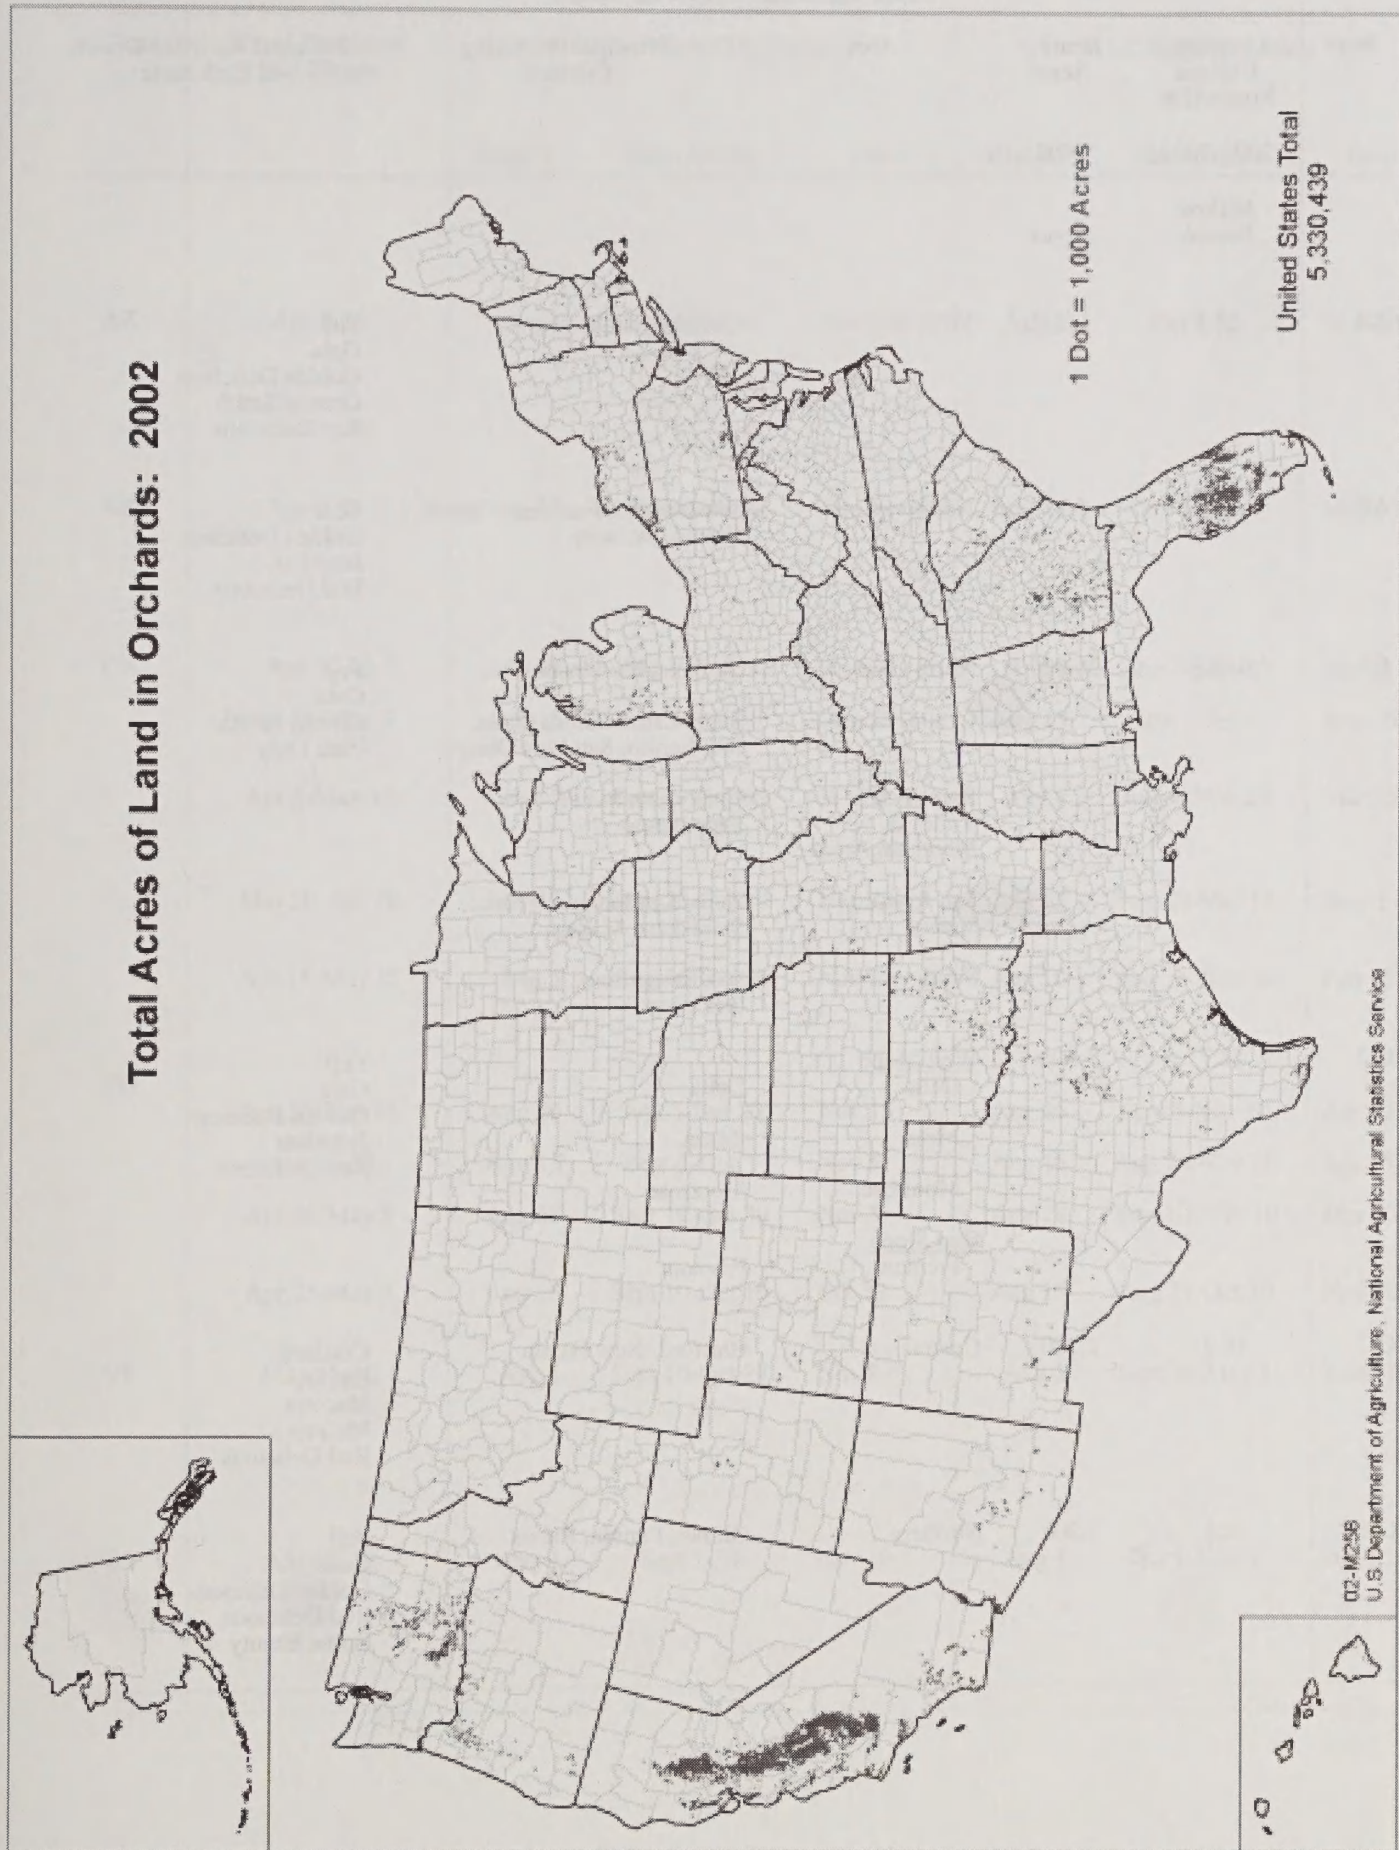 Total Acres of Land in Orchards: 2002
1 Dot = 1,000 Acres
United States Total
5,330,439
02-M258
U.S. Department of Agriculture, National Agricultural Statistics Service